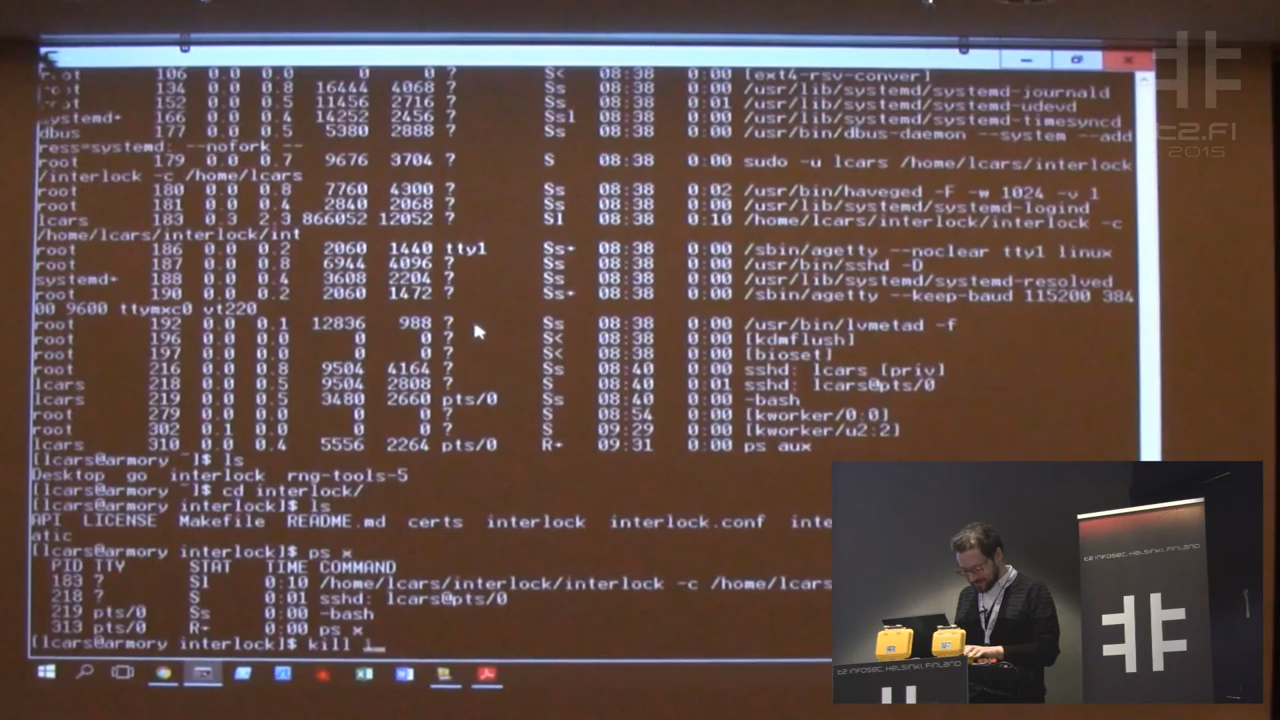 root 106 0.0 0.0 0 0 ? S< 08:38 0:00 [ext4-rsv-conver]
root 134 0.0 0.8 16444 4068 ? Ss 08:38 0:00 /usr/lib/systemd/systemd-journald
root 152 0.0 0.5 11456 2716 ? Ss 08:38 0:01 /usr/lib/systemd/systemd-udevd
systemd+ 166 0.0 0.4 14252 2456 ? Ssl 08:38 0:00 /usr/lib/systemd/systemd-timesyncd
dbus 177 0.0 0.5 5380 2888 ? Ss 08:38 0:00 /usr/bin/dbus-daemon --system --add
ress=systemd: --nofork --
root 179 0.0 0.7 9676 3704 ? S 08:38 0:00 sudo -u lcars /home/lcars/interlock
/interlock -c /home/lcars
root 180 0.0 0.8 7760 4300 ? Ss 08:38 0:02 /usr/bin/haveged -F -w 1024 -v 1
root 181 0.0 0.4 2840 2068 ? Ss 08:38 0:00 /usr/lib/systemd/systemd-logind
lcars 183 0.3 2.3 866052 12052 ? Sl 08:38 0:10 /home/lcars/interlock/interlock -c
/home/lcars/interlock/int
root 186 0.0 0.2 2060 1440 tty1 Ss+ 08:38 0:00 /sbin/agetty --noclear tty1 linux
root 187 0.0 0.8 6944 4096 ? Ss 08:38 0:00 /usr/bin/sshd -D
systemd+ 188 0.0 0.4 3608 2204 ? Ss 08:38 0:00 /usr/lib/systemd/systemd-resolved
root 190 0.0 0.2 2060 1472 ? Ss+ 08:38 0:00 /sbin/agetty --keep-baud 115200 384
00 9600 ttymxc0 vt220
root 192 0.0 0.1 12836 988 ? Ss 08:38 0:00 /usr/bin/lvmetad -f
root 196 0.0 0.0 0 0 ? S< 08:38 0:00 [kdmflush]
root 197 0.0 0.0 0 0 ? S< 08:38 0:00 [bioset]
root 216 0.0 0.8 9504 4164 ? Ss 08:40 0:00 sshd: lcars [priv]
lcars 218 0.0 0.5 9504 2808 ? S 08:40 0:01 sshd: lcars@pts/0
lcars 219 0.0 0.5 3480 2660 pts/0 Ss 08:40 0:00 -bash
root 279 0.0 0.0 0 0 ? S 08:54 0:00 [kworker/0:0]
root 302 0.1 0.0 0 0 ? S 09:29 0:00 [kworker/u2:2]
lcars 310 0.0 0.4 5556 2264 pts/0 R+ 09:31 0:00 ps aux
[lcars@armory ~]$ ls
Desktop go interlock rng-tools-5
[lcars@armory ~]$ cd interlock/
[lcars@armory interlock]$ ls
API LICENSE Makefile README.md certs interlock interlock.conf inte
atic
[lcars@armory interlock]$ ps x
PID TTY STAT TIME COMMAND
183 ? Sl 0:10 /home/lcars/interlock/interlock -c /home/lcars
218 ? S 0:01 sshd: lcars@pts/0
219 pts/0 Ss 0:00 -bash
313 pts/0 R+ 0:00 ps x
[lcars@armory interlock]$ kill
t2.FI
2015
t2 INFOSEC, HELSINKI, FINLAND
t2 INFOSEC, HELSINKI, FINLAND